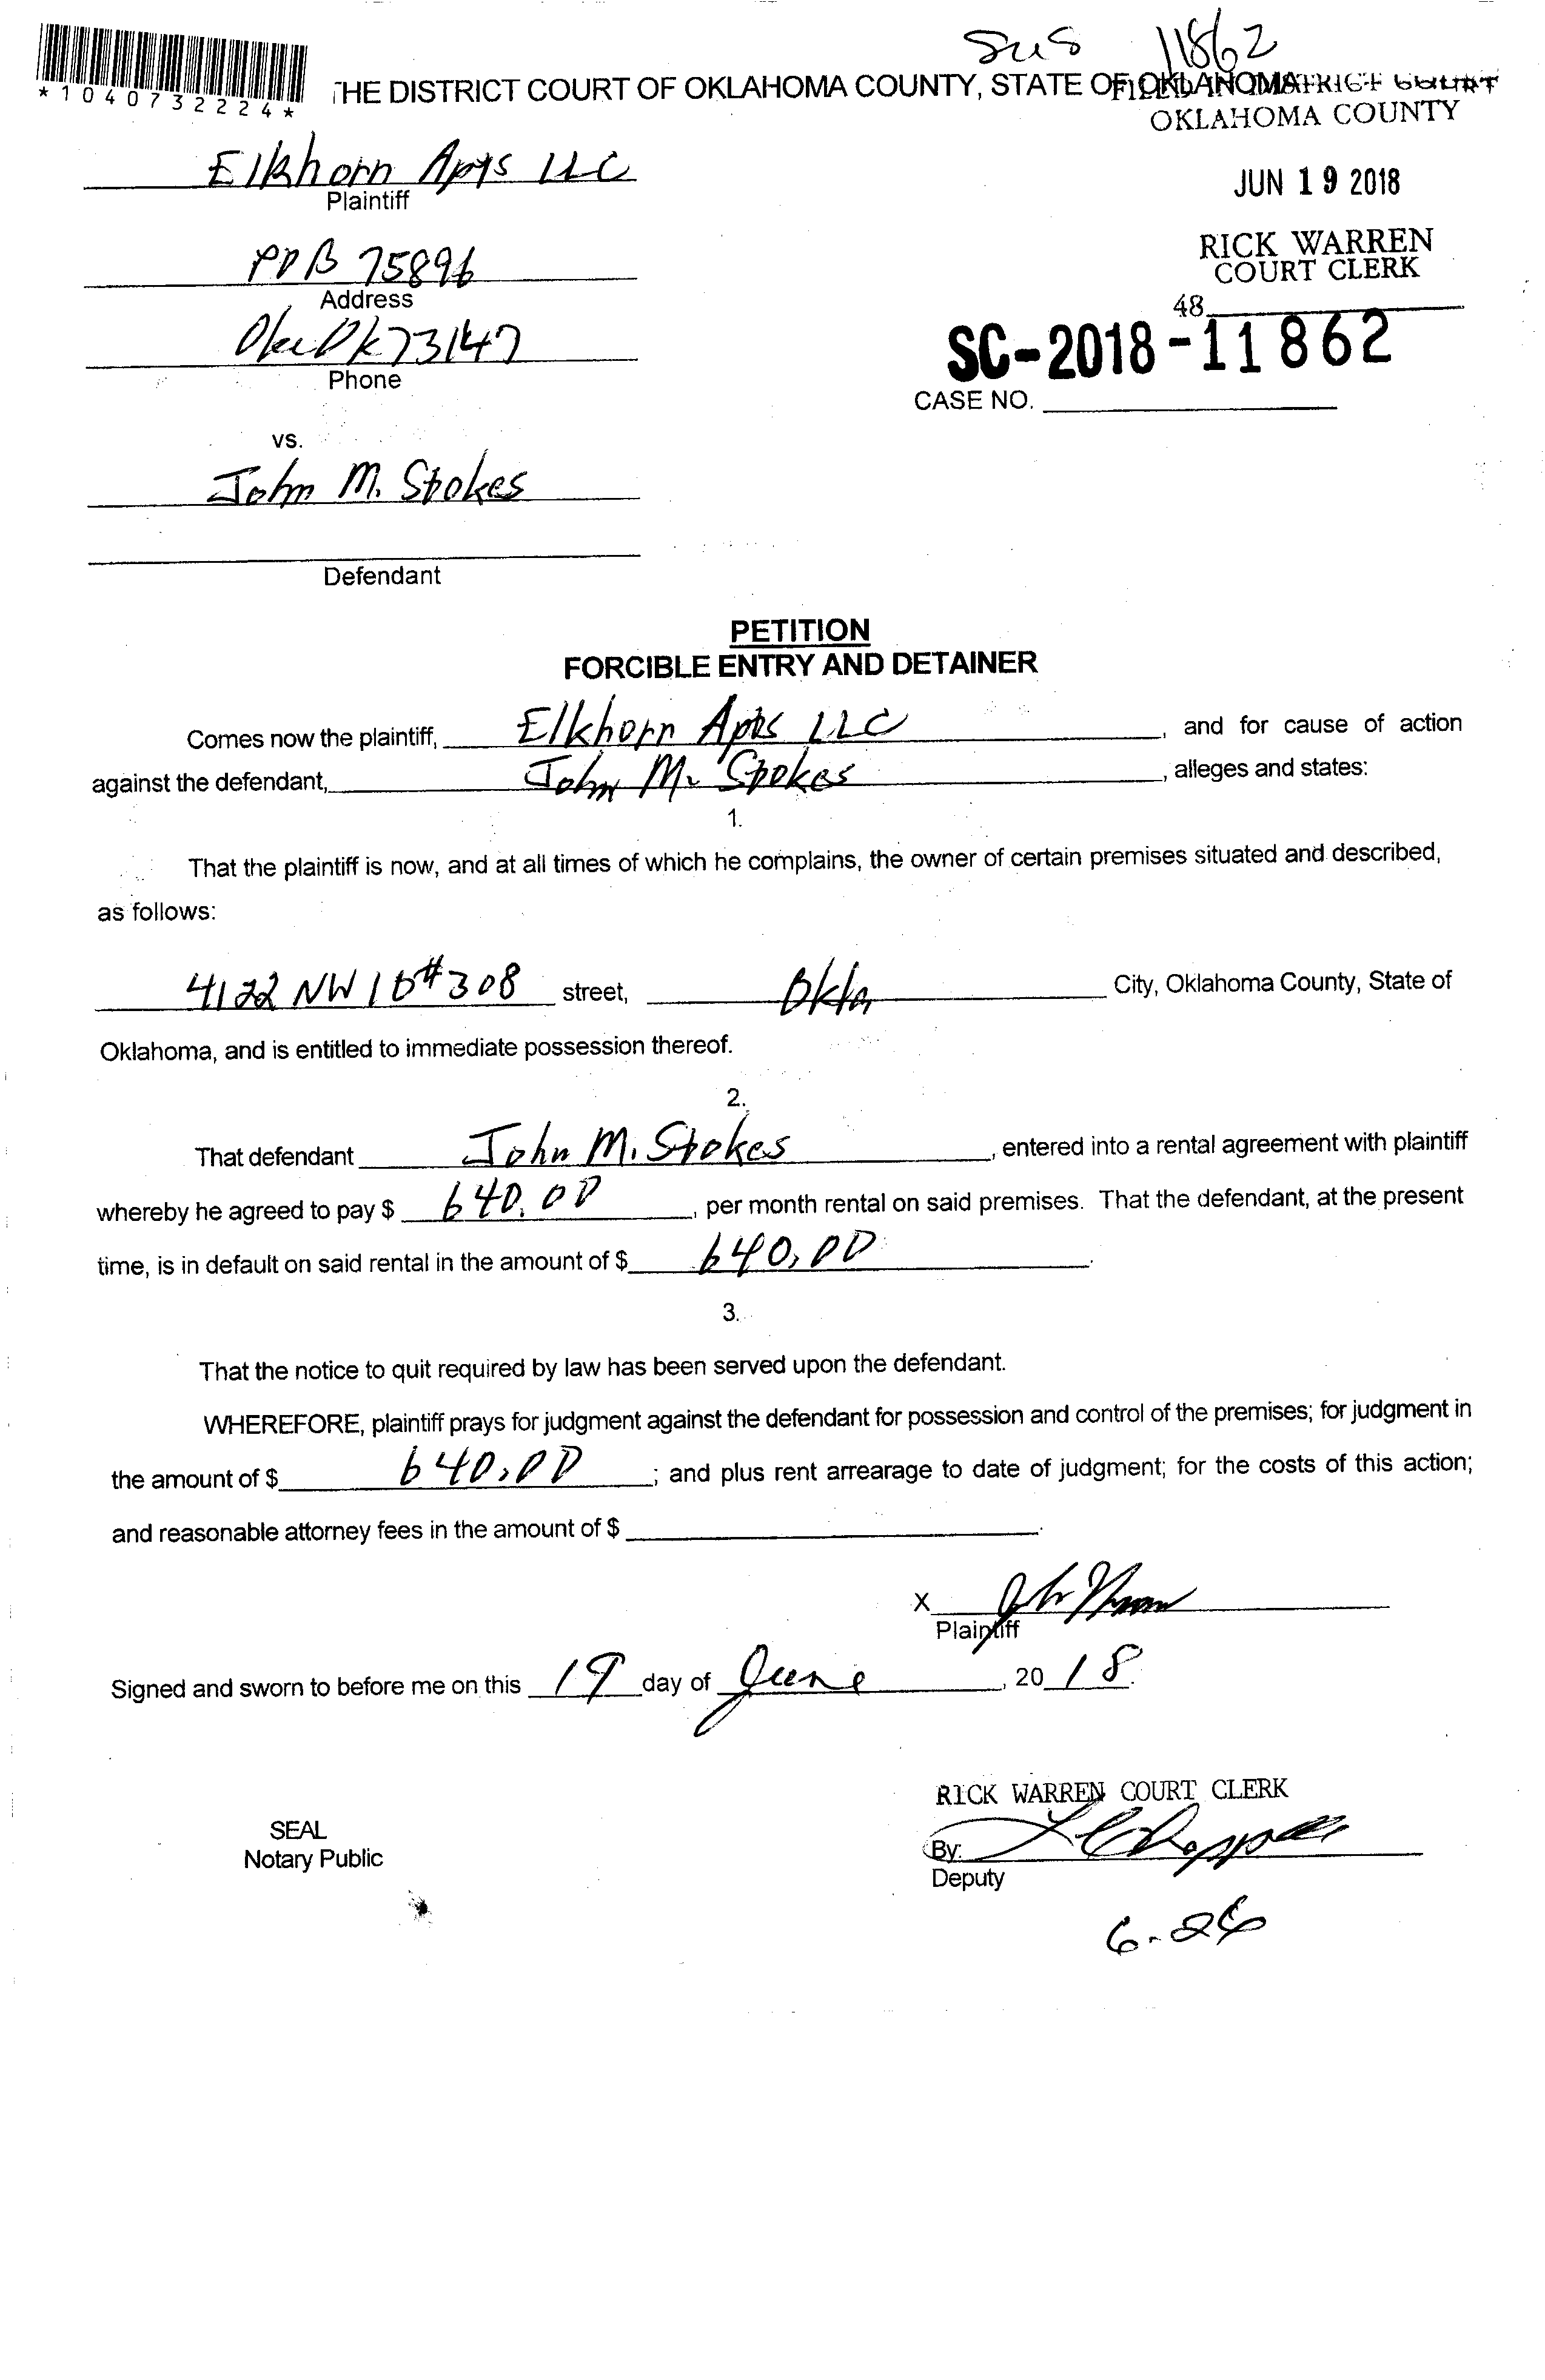 SUS 11862
*1040732224*
THE DISTRICT COURT OF OKLAHOMA COUNTY, STATE OF OKLAHOMA
FILED IN DISTRICT COURT
OKLAHOMA COUNTY
Elkhorn Apts LLC
Plaintiff
JUN 19 2018
RICK WARREN
COURT CLERK
POB 75896
Address
48
Okc Ok 73147
Phone
SC-2018-11862
CASE NO.
vs.
John M. Stokes
Defendant
PETITION
FORCIBLE ENTRY AND DETAINER
Comes now the plaintiff, Elkhorn Apts LLC, and for cause of action
against the defendant, John M. Stokes, alleges and states:
1.
That the plaintiff is now, and at all times of which he complains, the owner of certain premises situated and described,
as follows:
4122 NW 10 #308 street, Okla City, Oklahoma County, State of
Oklahoma, and is entitled to immediate possession thereof.
2.
That defendant John M. Stokes, entered into a rental agreement with plaintiff
whereby he agreed to pay $ 640.00, per month rental on said premises. That the defendant, at the present
time, is in default on said rental in the amount of $ 640.00.
3.
That the notice to quit required by law has been served upon the defendant.
WHEREFORE, plaintiff prays for judgment against the defendant for possession and control of the premises; for judgment in
the amount of $ 640.00; and plus rent arrearage to date of judgment; for the costs of this action;
and reasonable attorney fees in the amount of $ .
X
Plaintiff
Signed and sworn to before me on this 19 day of June, 2018.
RICK WARREN COURT CLERK
SEAL
Notary Public
By:
Deputy
6-26